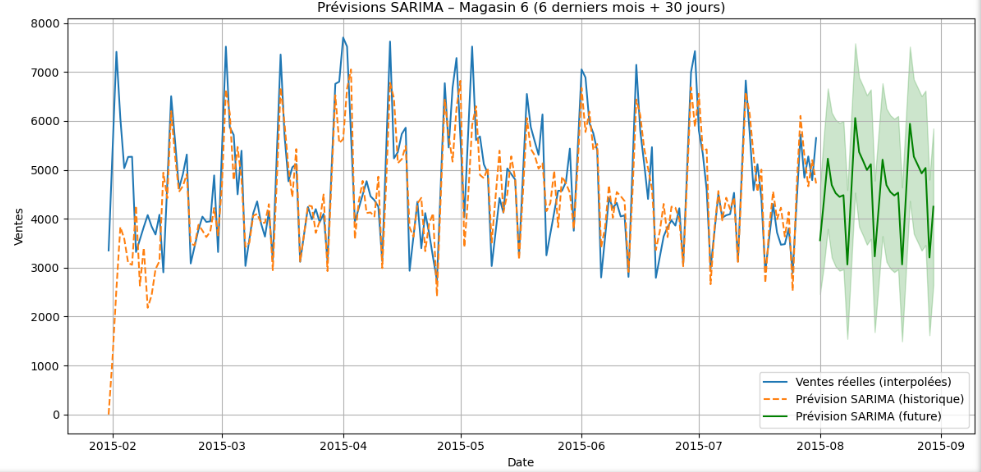 Prévisions SARIMA – Magasin 6 (6 derniers mois + 30 jours)
8000
7000
6000
5000
4000
3000
2000
1000
0
Ventes
2015-02
2015-03
2015-04
2015-05
2015-06
2015-07
2015-08
2015-09
Date
Ventes réelles (interpolées)
Prévision SARIMA (historique)
Prévision SARIMA (future)